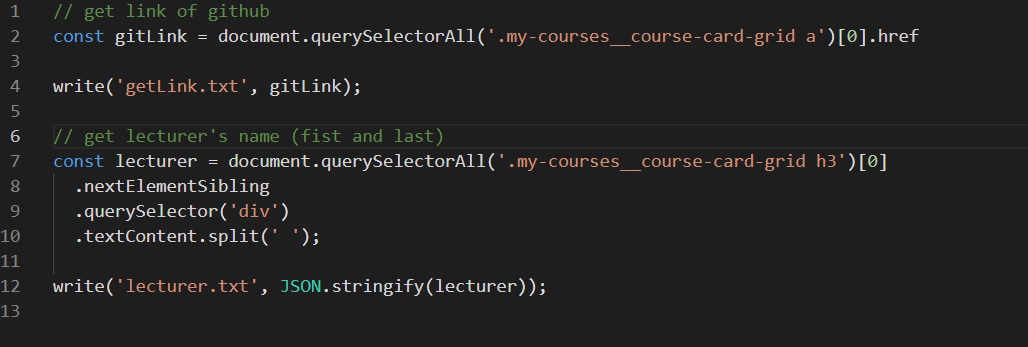 1 // get link of github
2 const gitLink = document.querySelectorAll('.my-courses__course-card-grid a')[0].href
3
4 write('getLink.txt', gitLink);
5
6 // get lecturer's name (fist and last)
7 const lecturer = document.querySelectorAll('.my-courses__course-card-grid h3')[0]
8 .nextElementSibling
9 .querySelector('div')
10 .textContent.split(' ');
11
12 write('lecturer.txt', JSON.stringify(lecturer));
13